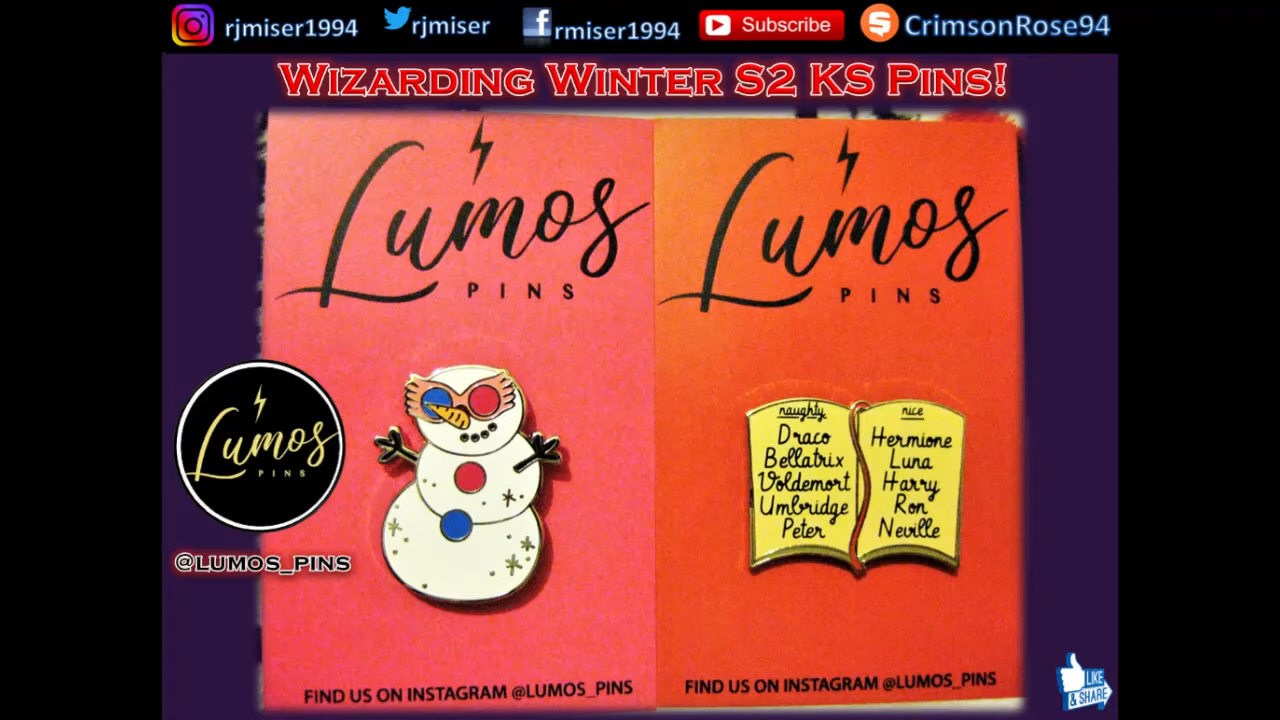 rjmiser1994
rjmiser
rmiser1994
Subscribe
CrimsonRose94
WIZARDING WINTER S2 KS PINS!
Lumos
PINS
Lumos
PINS
naughty
Draco
Bellatrix
Voldemort
Umbridge
Peter
nice
Hermione
Luna
Harry
Ron
Neville
Lumos
PINS
@LUMOS_PINS
FIND US ON INSTAGRAM @LUMOS_PINS
FIND US ON INSTAGRAM @LUMOS_PINS
LIKE
& SHARE